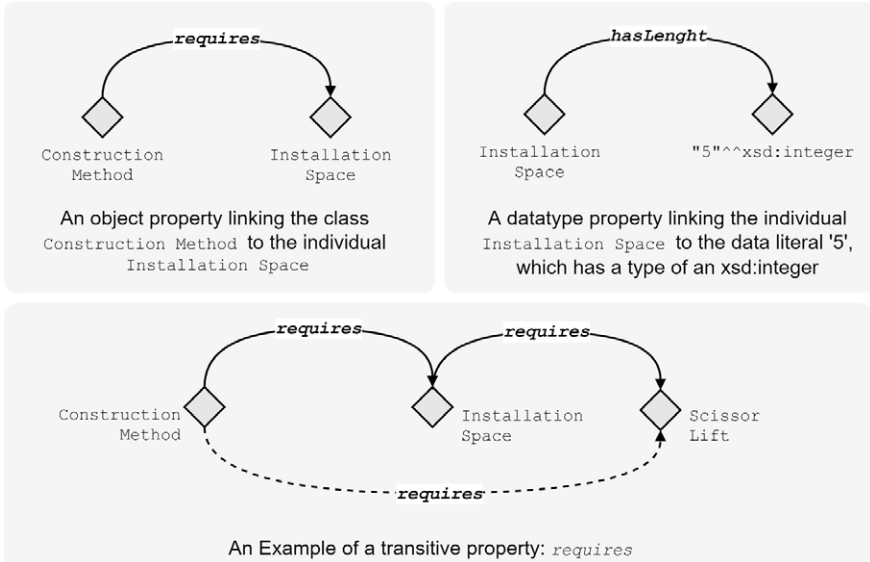 requires
Construction
Method
Installation
Space
An object property linking the class
Construction Method to the individual
Installation Space
hasLenght
Installation
Space
"5"^^xsd:integer
A datatype property linking the individual
Installation Space to the data literal '5',
which has a type of an xsd:integer
requires
requires
Construction
Method
Installation
Space
Scissor
Lift
requires
An Example of a transitive property: requires